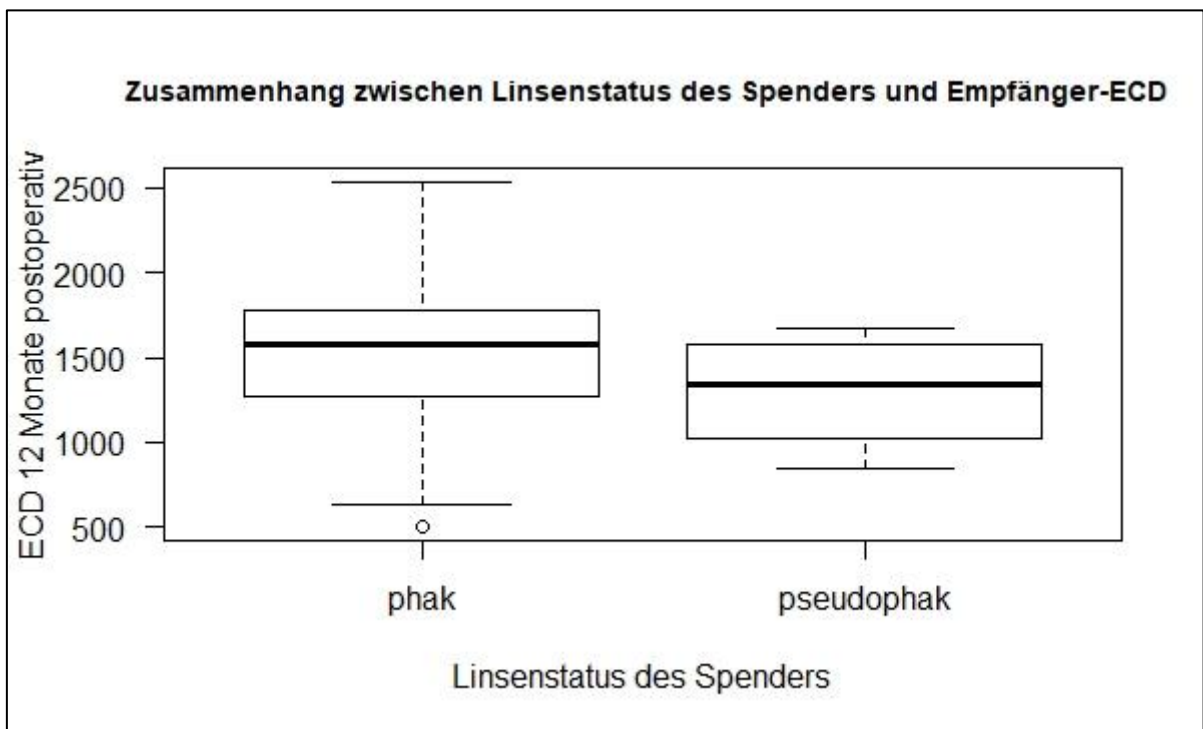 Zusammenhang zwischen Linsenstatus des Spenders und Empfänger-ECD
ECD 12 Monate postoperativ
2500
2000
1500
1000
500
phak
pseudophak
Linsenstatus des Spenders